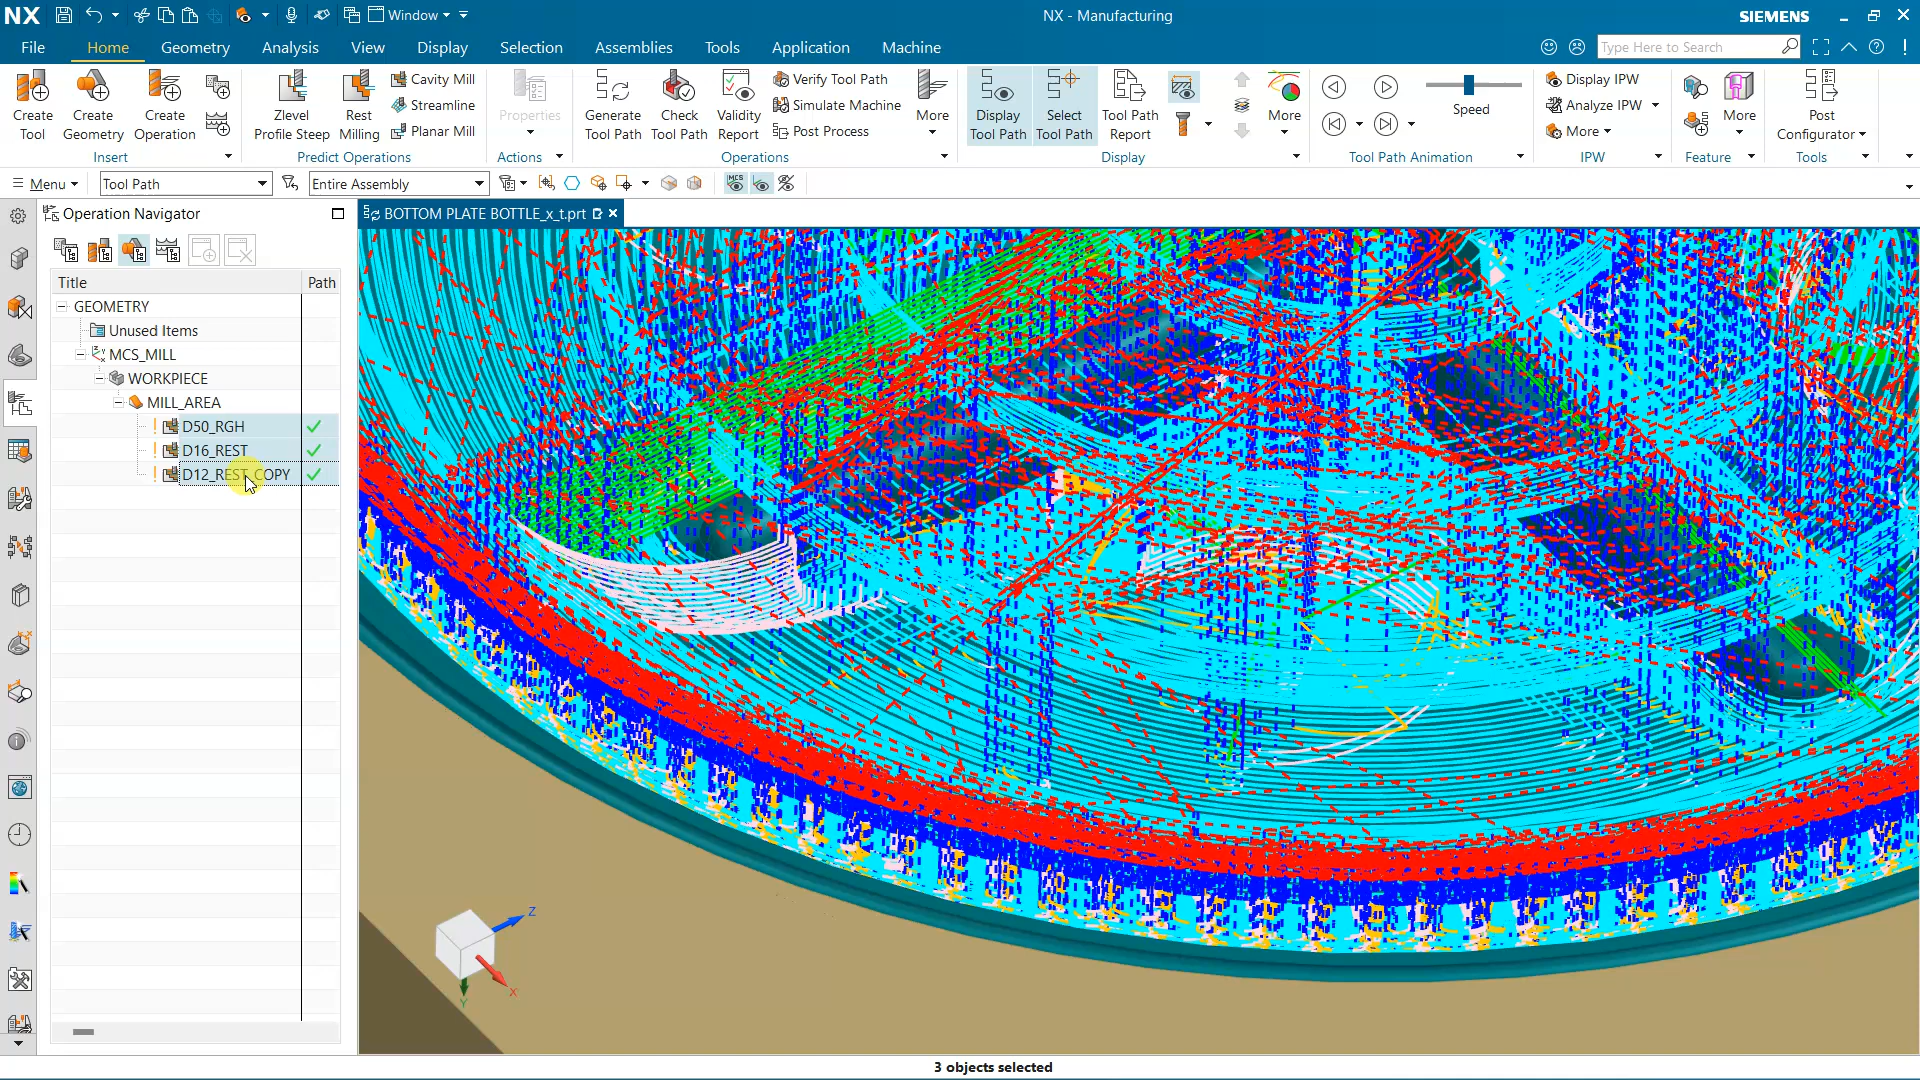 NX
Window
NX - Manufacturing
SIEMENS
File
Home
Geometry
Analysis
View
Display
Selection
Assemblies
Tools
Application
Machine
Type Here to Search
Create
Tool
Create
Geometry
Create
Operation
Insert
Zlevel
Profile Steep
Rest
Milling
Cavity Mill
Streamline
Planar Mill
Predict Operations
Properties
Actions
Generate
Tool Path
Check
Tool Path
Validity
Report
Verify Tool Path
Simulate Machine
Post Process
More
Operations
Display
Tool Path
Select
Tool Path
Tool Path
Report
More
Display
Speed
Tool Path Animation
Display IPW
Analyze IPW
More
IPW
More
Feature
Post
Configurator
Tools
Menu
Tool Path
Entire Assembly
MCS
Operation Navigator
BOTTOM PLATE BOTTLE_x_t.prt
Title
Path
GEOMETRY
Unused Items
MCS_MILL
WORKPIECE
MILL_AREA
D50_RGH
D16_REST
D12_REST_COPY
Z
X
Y
3 objects selected